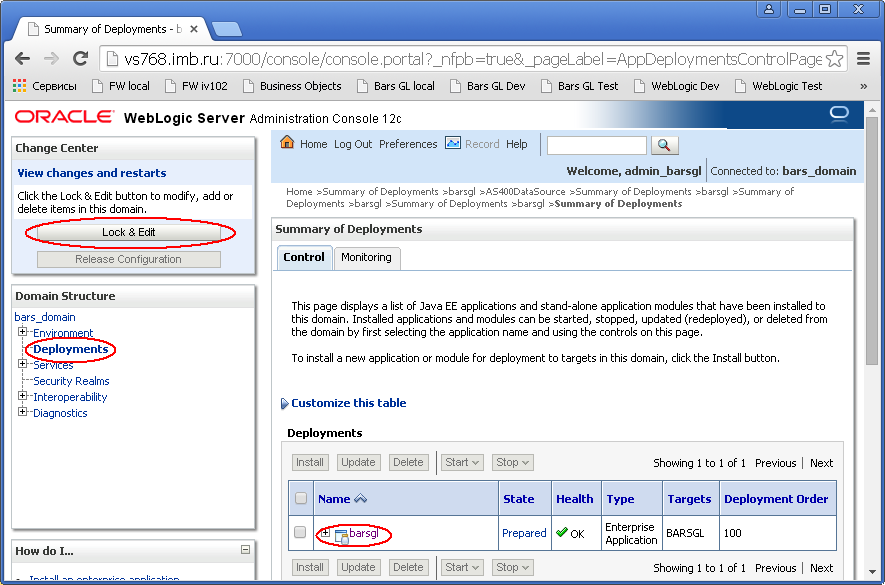 Summary of Deployments - b
vs768.imb.ru:7000/console/console.portal?_nfpb=true&_pageLabel=AppDeploymentsControlPage
Сервисы FW local FW iv102 Business Objects Bars GL local Bars GL Dev Bars GL Test WebLogic Dev WebLogic Test »
ORACLE WebLogic Server Administration Console 12c
Change Center
View changes and restarts
Click the Lock & Edit button to modify, add or
delete items in this domain.
Lock & Edit
Release Configuration
Domain Structure
bars_domain
Environment
Deployments
Services
Security Realms
Interoperability
Diagnostics
How do I...
Install an enterprise application
Home Log Out Preferences Record Help
Welcome, admin_barsgl Connected to: bars_domain
Home >Summary of Deployments >barsgl >AS400DataSource >Summary of Deployments >barsgl >Summary of
Deployments >barsgl >Summary of Deployments >barsgl >Summary of Deployments
Summary of Deployments
Control Monitoring
This page displays a list of Java EE applications and stand-alone application modules that have been installed to
this domain. Installed applications and modules can be started, stopped, updated (redeployed), or deleted from
the domain by first selecting the application name and using the controls on this page.
To install a new application or module for deployment to targets in this domain, click the Install button.
Customize this table
Deployments
Install Update Delete Start Stop Showing 1 to 1 of 1 Previous | Next
Name State Health Type Targets Deployment Order
barsgl Prepared OK Enterprise Application BARSGL 100
Install Update Delete Start Stop Showing 1 to 1 of 1 Previous | Next